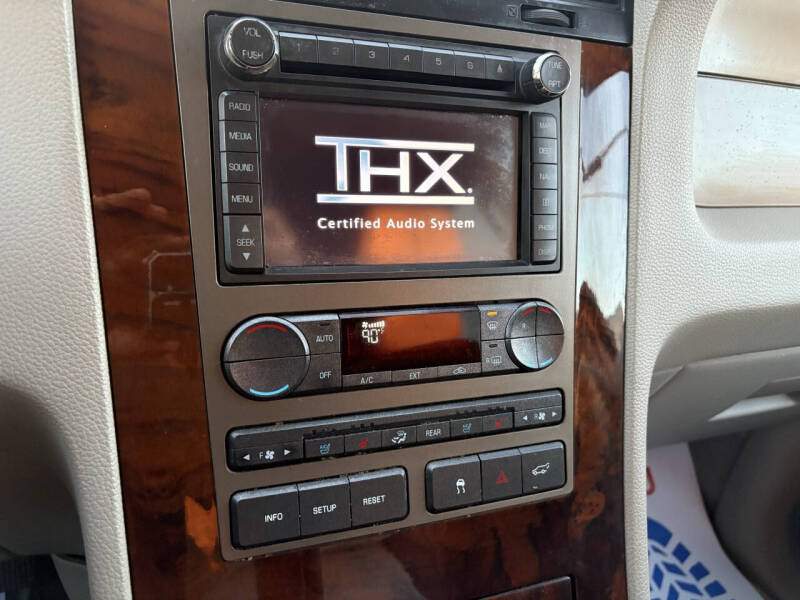 VOL
PUSH
1 2 3 4 5 6
TUNE
RPT
RADIO
MEDIA
SOUND
MENU
SEEK
MAP
DEST
NAV
PHONE
THX
Certified Audio System
AUTO
OFF
90°
A/C
EXT
R
R
F
REAR
R
INFO
SETUP
RESET